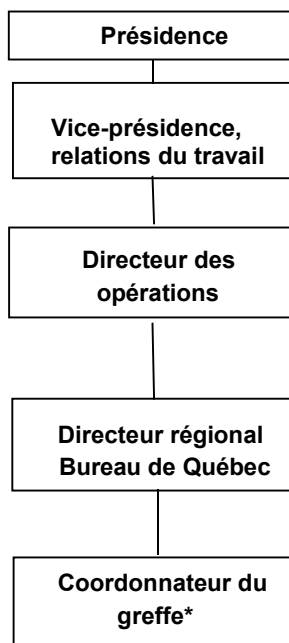 Présidence
Vice-présidence,
relations du travail
Directeur des
opérations
Directeur régional
Bureau de Québec
Coordonnateur du
greffe*